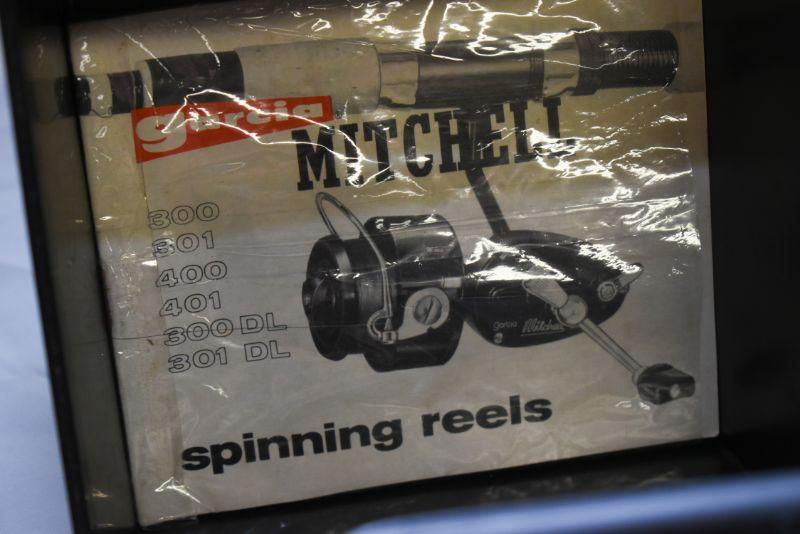 garcia
MITCHELL
300
301
400
401
300 DL
301 DL
garcia Mitchell
spinning reels